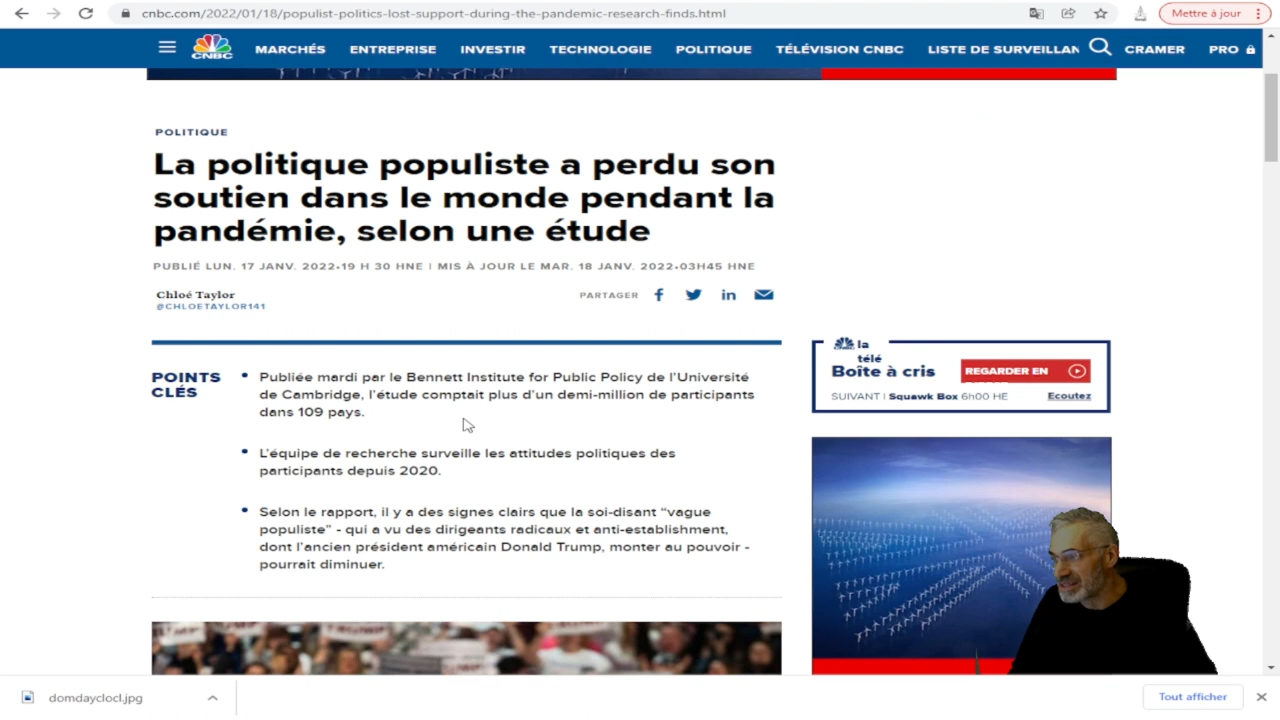 cnbc.com/2022/01/18/populist-politics-lost-support-during-the-pandemic-research-finds.html
Mettre à jour
CNBC
MARCHÉS ENTREPRISE INVESTIR TECHNOLOGIE POLITIQUE TÉLÉVISION CNBC LISTE DE SURVEILLAN CRAMER PRO
POLITIQUE
La politique populiste a perdu son
soutien dans le monde pendant la
pandémie, selon une étude
PUBLIÉ LUN. 17 JANV. 2022•19 H 30 HNE | MIS À JOUR LE MAR. 18 JANV. 2022•03H45 HNE
Chloé Taylor
@CHLOETAYLOR141
PARTAGER
POINTS
CLÉS
• Publiée mardi par le Bennett Institute for Public Policy de l'Université
de Cambridge, l'étude comptait plus d'un demi-million de participants
dans 109 pays.
• L'équipe de recherche surveille les attitudes politiques des
participants depuis 2020.
• Selon le rapport, il y a des signes clairs que la soi-disant “vague
populiste” - qui a vu des dirigeants radicaux et anti-establishment,
dont l'ancien président américain Donald Trump, monter au pouvoir -
pourrait diminuer.
la
télé
Boîte à cris
REGARDER EN
SUIVANT | Squawk Box 6h00 HE
Ecoutez
domdayclocl.jpg
Tout afficher